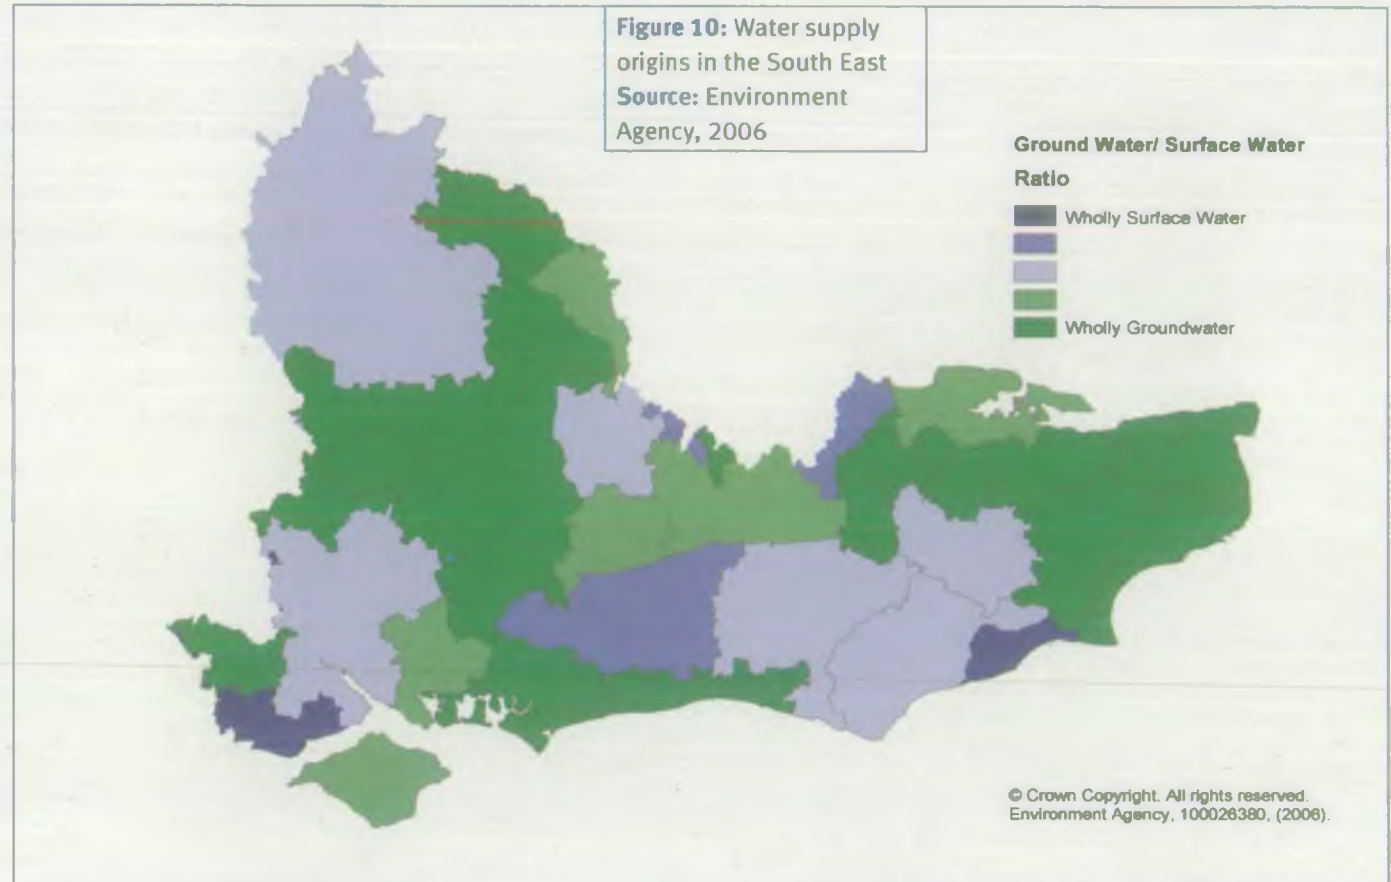 Figure 10: Water supply
origins in the South East
Source: Environment
Agency, 2006
Ground Water/ Surface Water
Ratio
Wholly Surface Water
Wholly Groundwater
© Crown Copyright. All rights reserved.
Environment Agency, 100026380, (2006).